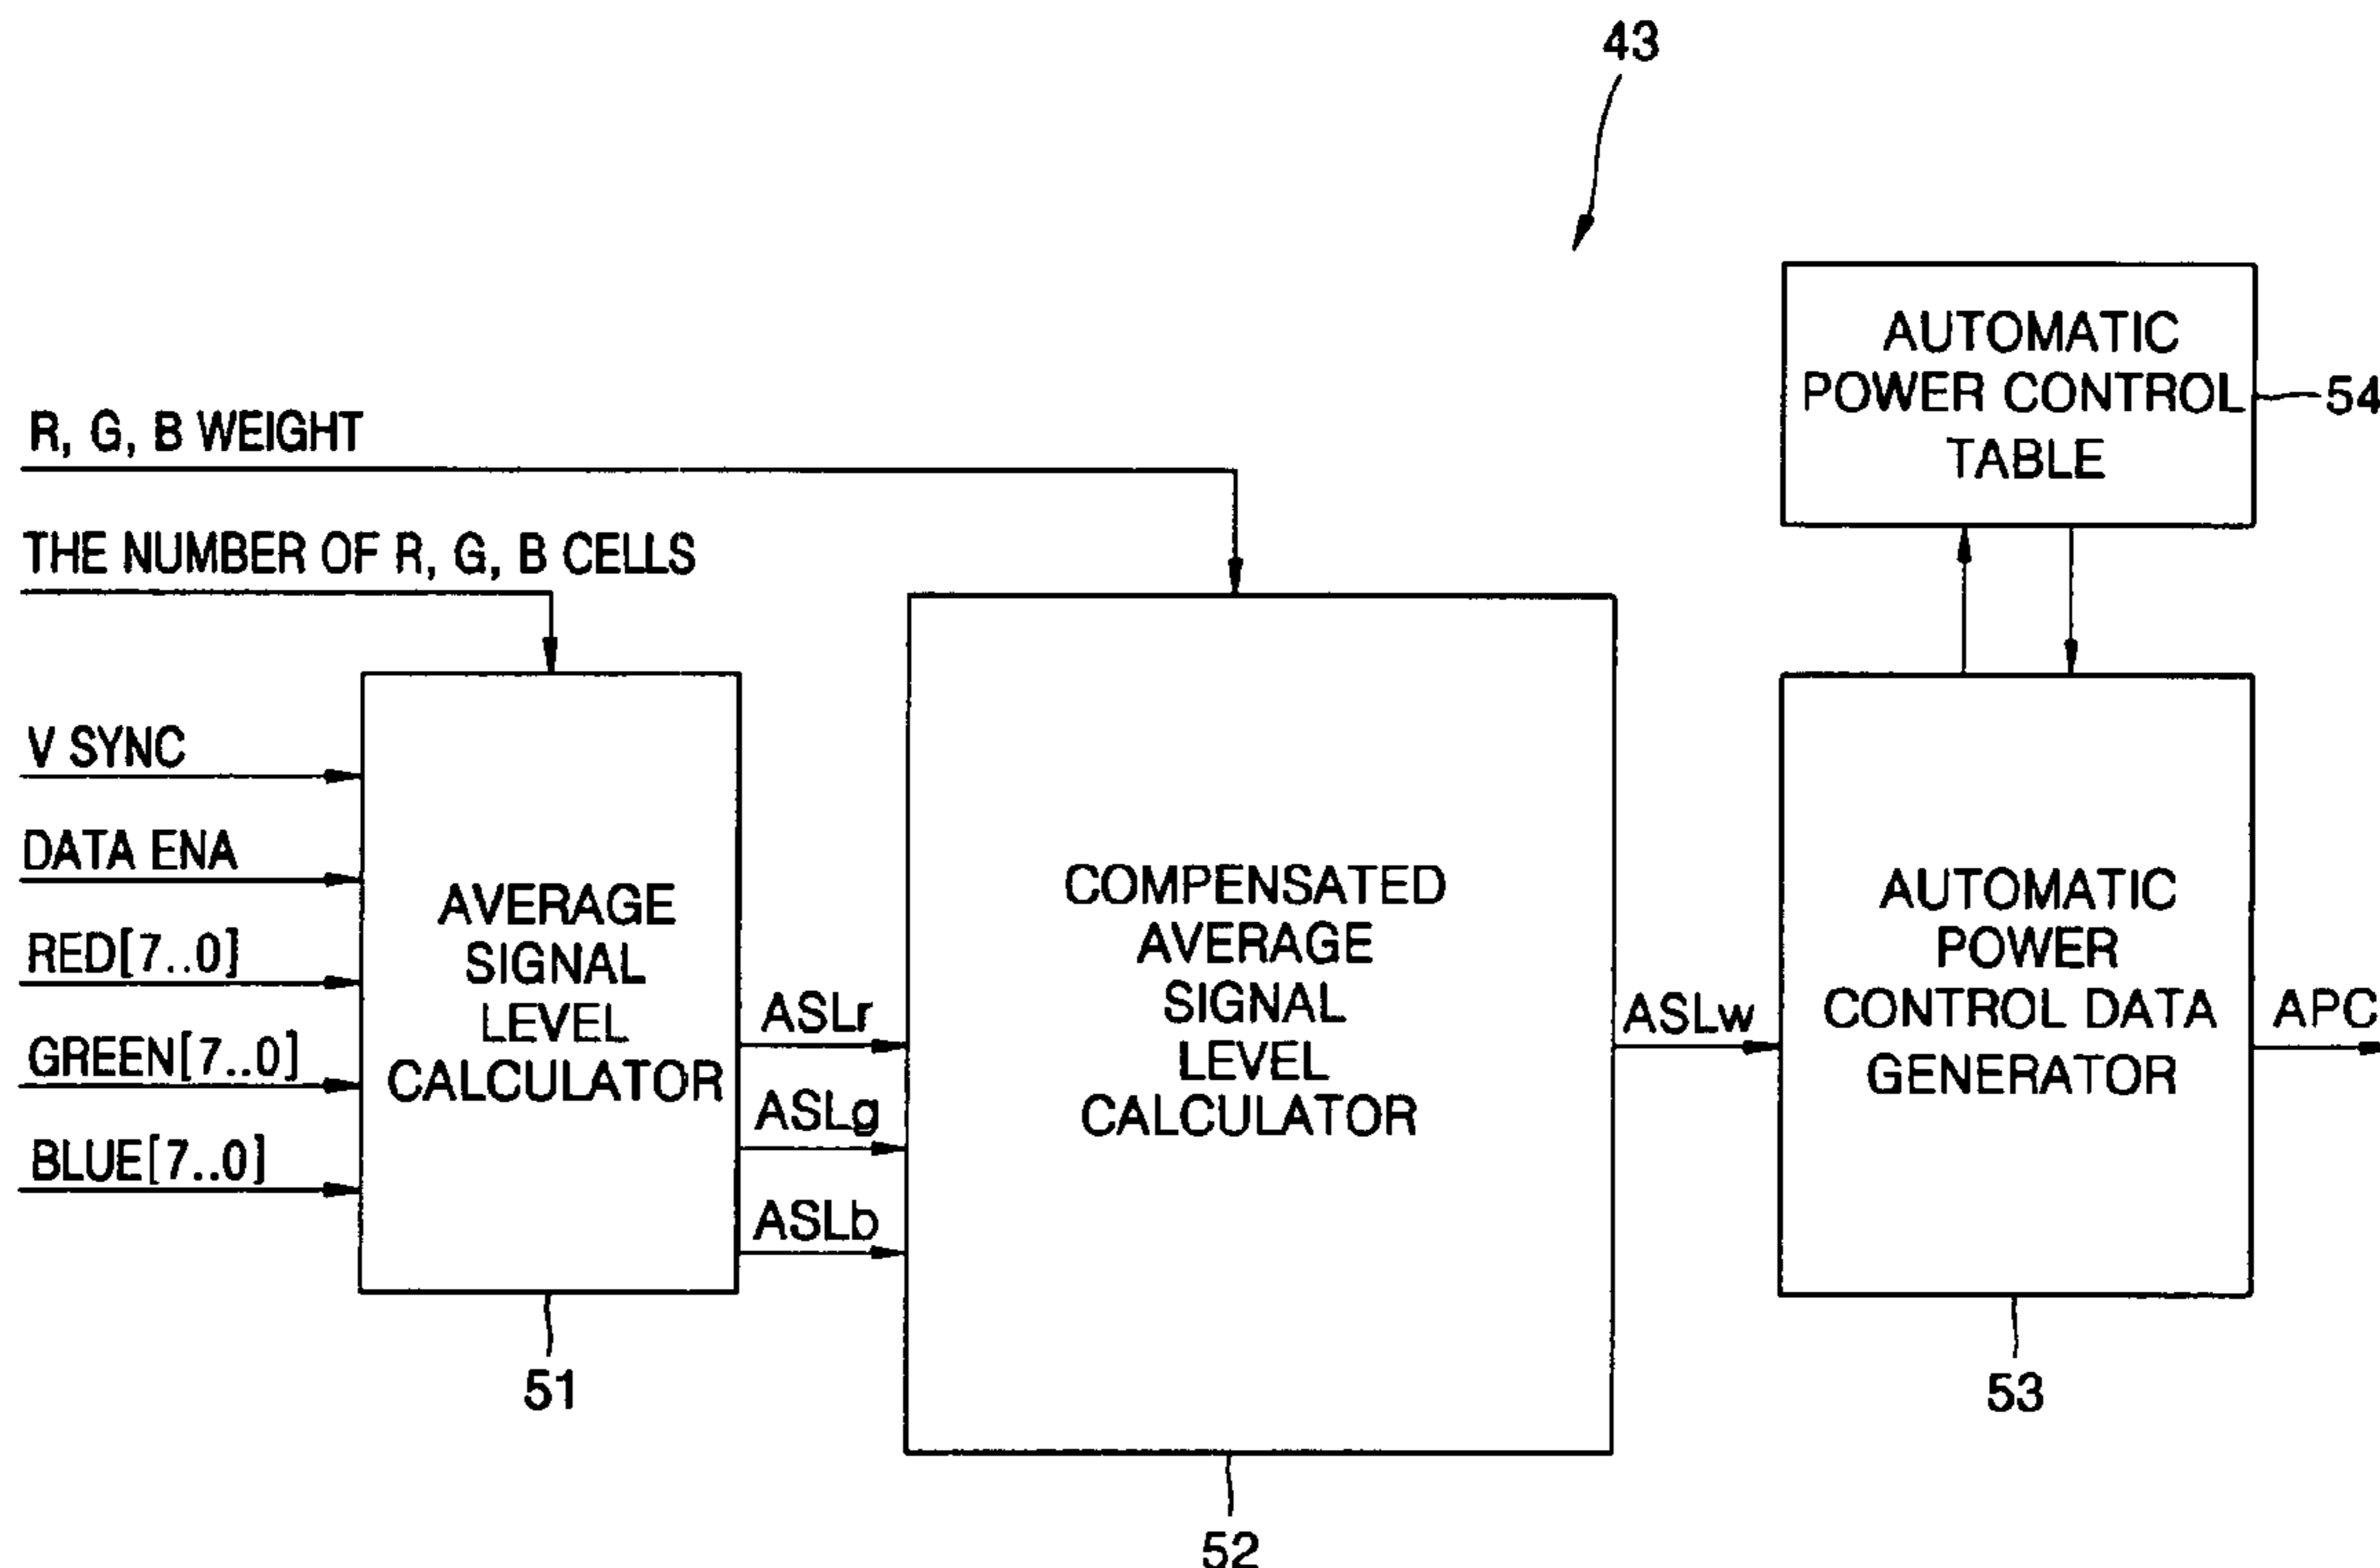 43
AUTOMATIC
POWER CONTROL
TABLE
54
R, G, B WEIGHT
THE NUMBER OF R, G, B CELLS
V SYNC
DATA ENA
RED[7..0]
GREEN[7..0]
BLUE[7..0]
AVERAGE
SIGNAL
LEVEL
CALCULATOR
51
ASLr
ASLg
ASLb
COMPENSATED
AVERAGE
SIGNAL
LEVEL
CALCULATOR
52
ASLw
AUTOMATIC
POWER
CONTROL DATA
GENERATOR
53
APC